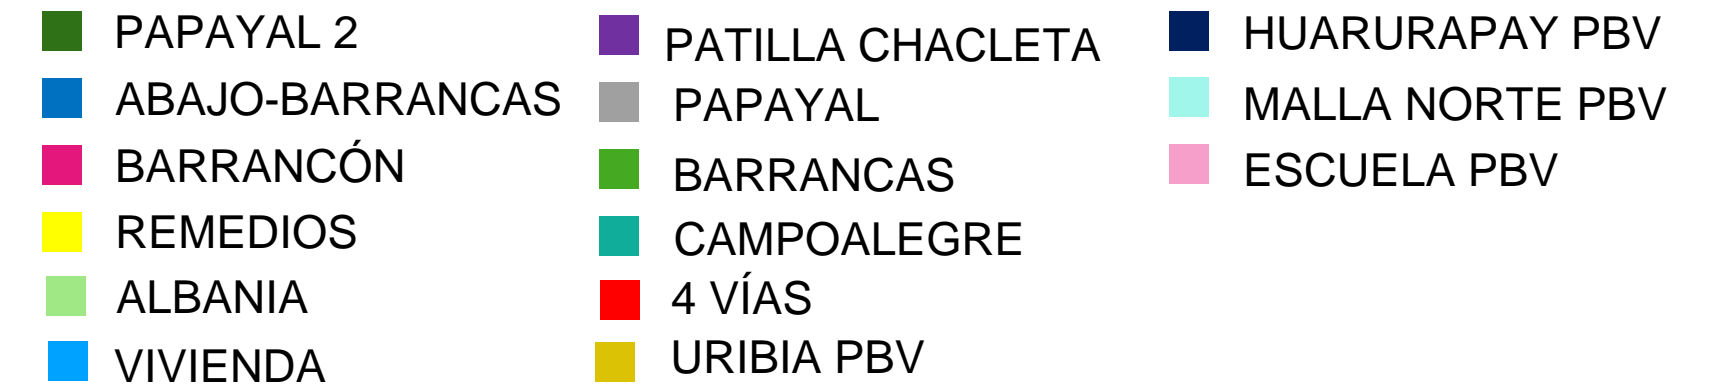 PAPAYAL 2
ABAJO-BARRANCAS
BARRANCÓN
REMEDIOS
ALBANIA
VIVIENDA
PATILLA CHACLETA
PAPAYAL
BARRANCAS
CAMPOALEGRE
4 VÍAS
URIBIA PBV
HUARURAPAY PBV
MALLA NORTE PBV
ESCUELA PBV